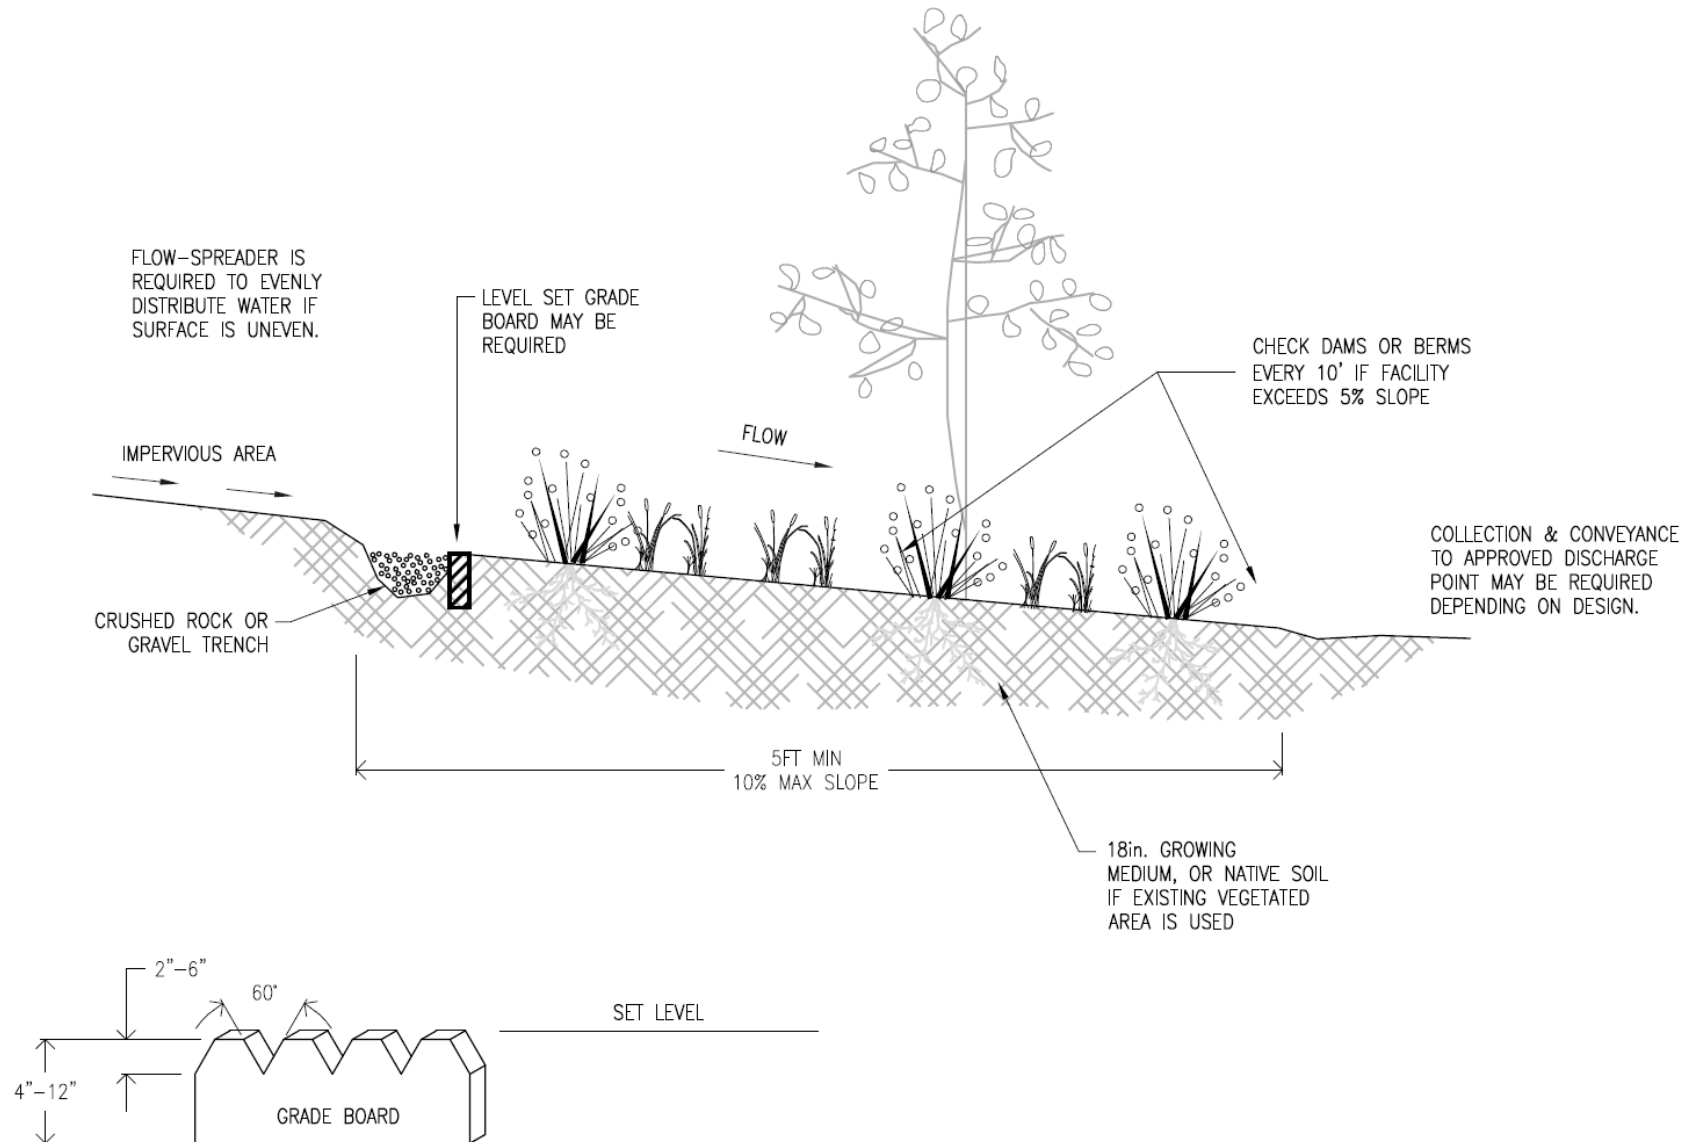 FLOW-SPREADER IS
REQUIRED TO EVENLY
DISTRIBUTE WATER IF
SURFACE IS UNEVEN.
LEVEL SET GRADE
BOARD MAY BE
REQUIRED
CHECK DAMS OR BERMS
EVERY 10' IF FACILITY
EXCEEDS 5% SLOPE
FLOW
IMPERVIOUS AREA
COLLECTION & CONVEYANCE
TO APPROVED DISCHARGE
POINT MAY BE REQUIRED
DEPENDING ON DESIGN.
CRUSHED ROCK OR
GRAVEL TRENCH
5FT MIN
10% MAX SLOPE
18in. GROWING
MEDIUM, OR NATIVE SOIL
IF EXISTING VEGETATED
AREA IS USED
2"-6"
60°
SET LEVEL
4"-12"
GRADE BOARD